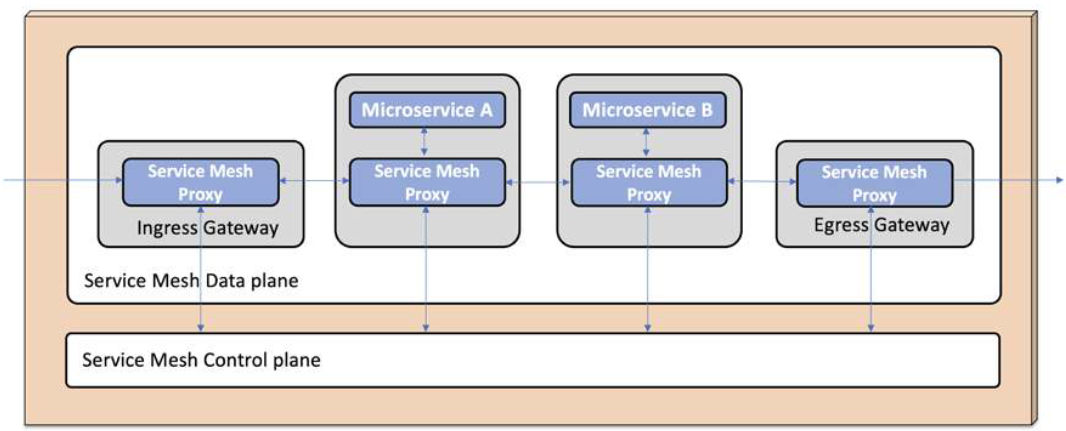 Microservice A
Microservice B
Service Mesh
Proxy
Service Mesh
Proxy
Service Mesh
Proxy
Service Mesh
Proxy
Ingress Gateway
Egress Gateway
Service Mesh Data plane
Service Mesh Control plane